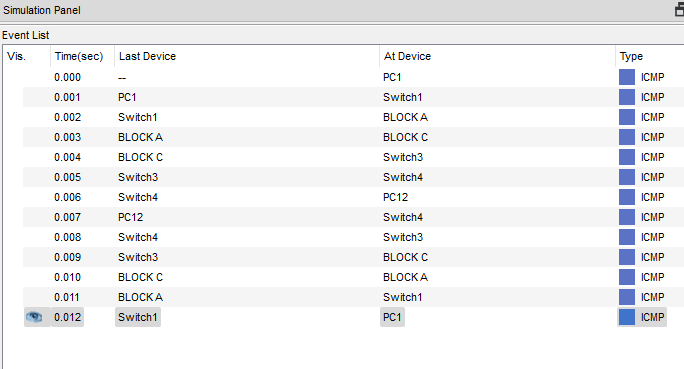 Simulation Panel
Event List
Vis. Time(sec) Last Device At Device Type
0.000 -- PC1 ICMP
0.001 PC1 Switch1 ICMP
0.002 Switch1 BLOCK A ICMP
0.003 BLOCK A BLOCK C ICMP
0.004 BLOCK C Switch3 ICMP
0.005 Switch3 Switch4 ICMP
0.006 Switch4 PC12 ICMP
0.007 PC12 Switch4 ICMP
0.008 Switch4 Switch3 ICMP
0.009 Switch3 BLOCK C ICMP
0.010 BLOCK C BLOCK A ICMP
0.011 BLOCK A Switch1 ICMP
0.012 Switch1 PC1 ICMP